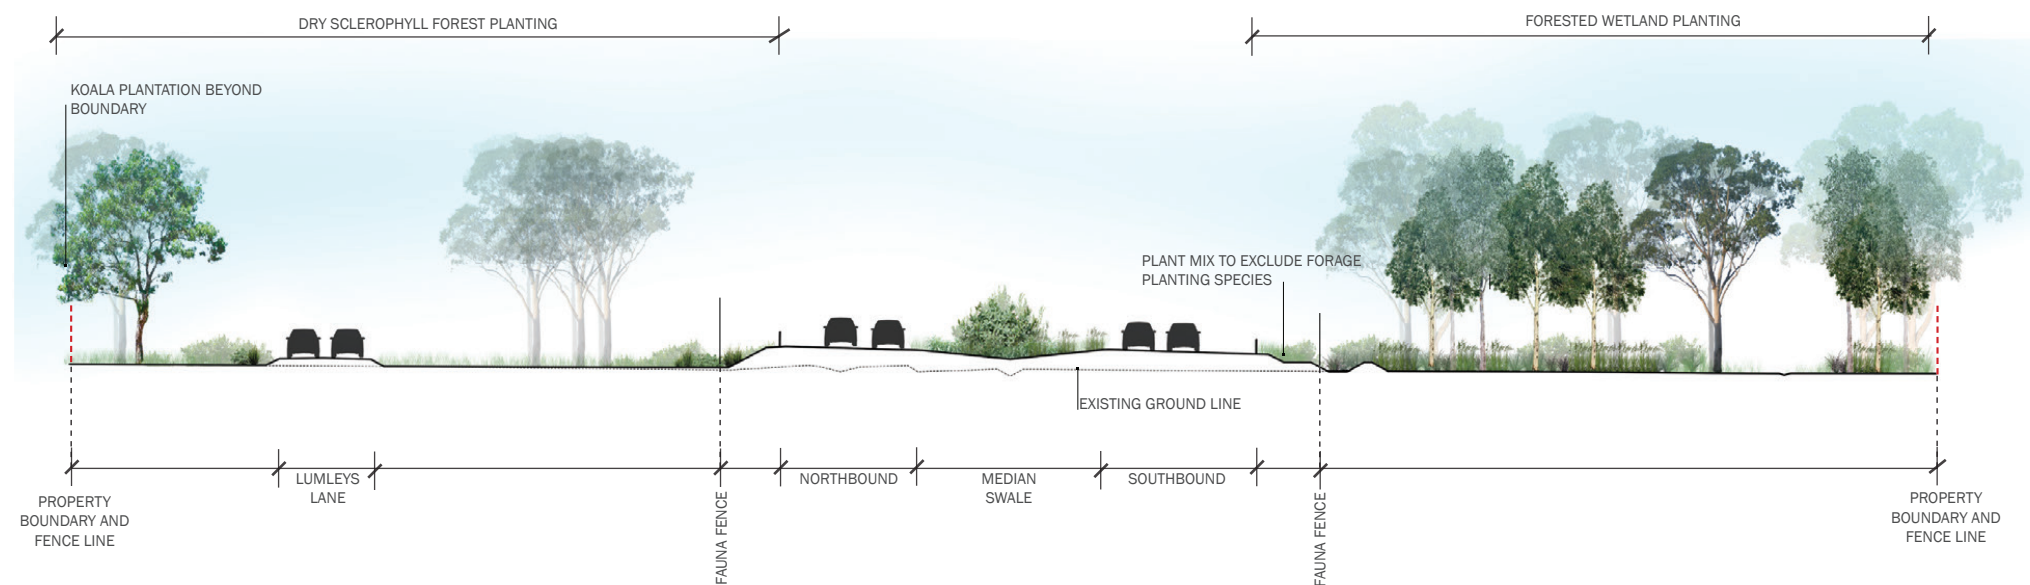 DRY SCLEROPHYLL FOREST PLANTING
FORESTED WETLAND PLANTING
KOALA PLANTATION BEYOND
BOUNDARY
PLANT MIX TO EXCLUDE FORAGE
PLANTING SPECIES
EXISTING GROUND LINE
PROPERTY
BOUNDARY AND
FENCE LINE
LUMLEYS
LANE
FAUNA FENCE
NORTHBOUND
MEDIAN
SWALE
SOUTHBOUND
FAUNA FENCE
PROPERTY
BOUNDARY AND
FENCE LINE